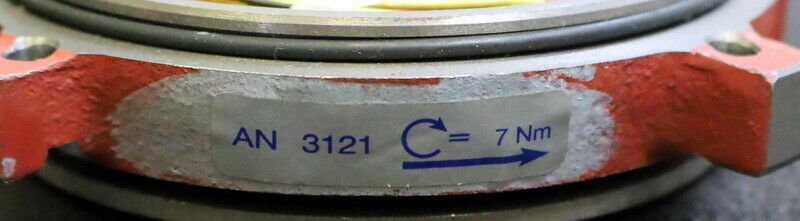 AN 3121 = 7 Nm